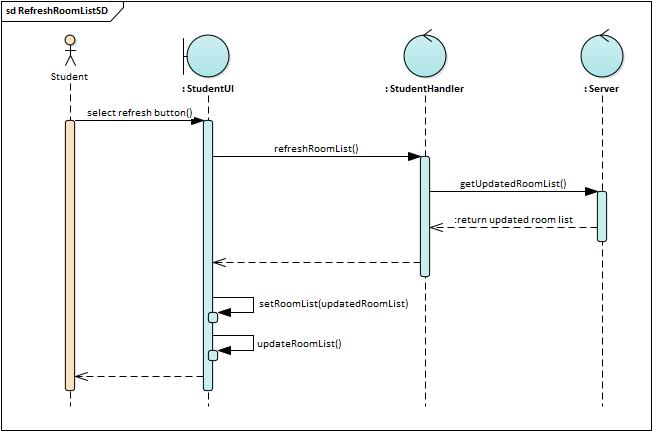 sd RefreshRoomListSD
Student
: StudentUI
: StudentHandler
: Server
select refresh button()
refreshRoomList()
getUpdatedRoomList()
:return updated room list
setRoomList(updatedRoomList)
updateRoomList()